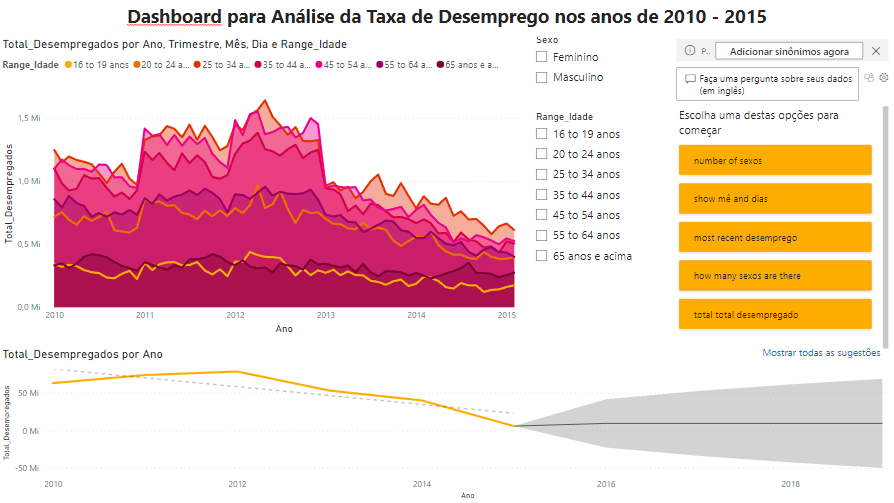 Dashboard para Análise da Taxa de Desemprego nos anos de 2010 - 2015
Total_Desempregados por Ano, Trimestre, Mês, Dia e Range_Idade
Range_Idade 16 to 19 anos 20 to 24 a... 25 to 34 a... 35 to 44 a... 45 to 54 a... 55 to 64 a... 65 anos e a...
Total_Desempregados
1,5 Mi
1,0 Mi
0,5 Mi
0,0 Mi
2010 2011 2012 2013 2014 2015
Ano
Sexo
Feminino
Masculino
Range_Idade
16 to 19 anos
20 to 24 anos
25 to 34 anos
35 to 44 anos
45 to 54 anos
55 to 64 anos
65 anos e acima
P... Adicionar sinônimos agora
Faça uma pergunta sobre seus dados
(em inglês)
Escolha uma destas opções para
começar
number of sexos
show mê and dias
most recent desemprego
how many sexos are there
total total desempregado
Mostrar todas as sugestões
Total_Desempregados por Ano
Total_Desempregados
50 Mi
0 Mi
-50 Mi
2010 2012 2014 2016 2018
Ano